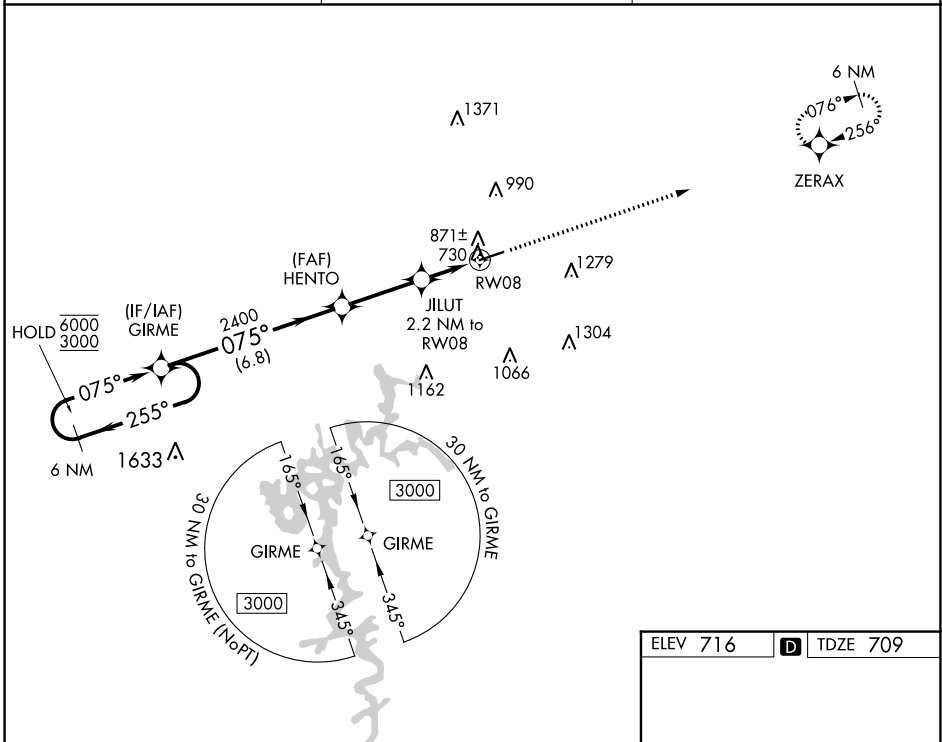 6 NM
076°
256°
ZERAX
1371
990
871±
730
RW08
1279
(FAF)
HENTO
JILUT
2.2 NM to
RW08
1304
1066
1162
(IF/IAF)
GIRME
HOLD 6000
3000
2400
075°
(6.8)
075°
255°
6 NM
1633
165°
GIRME
3000
345°
30 NM to GIRME (NoPT)
165°
3000
GIRME
345°
30 NM to GIRME
ELEV 716 D TDZE 709